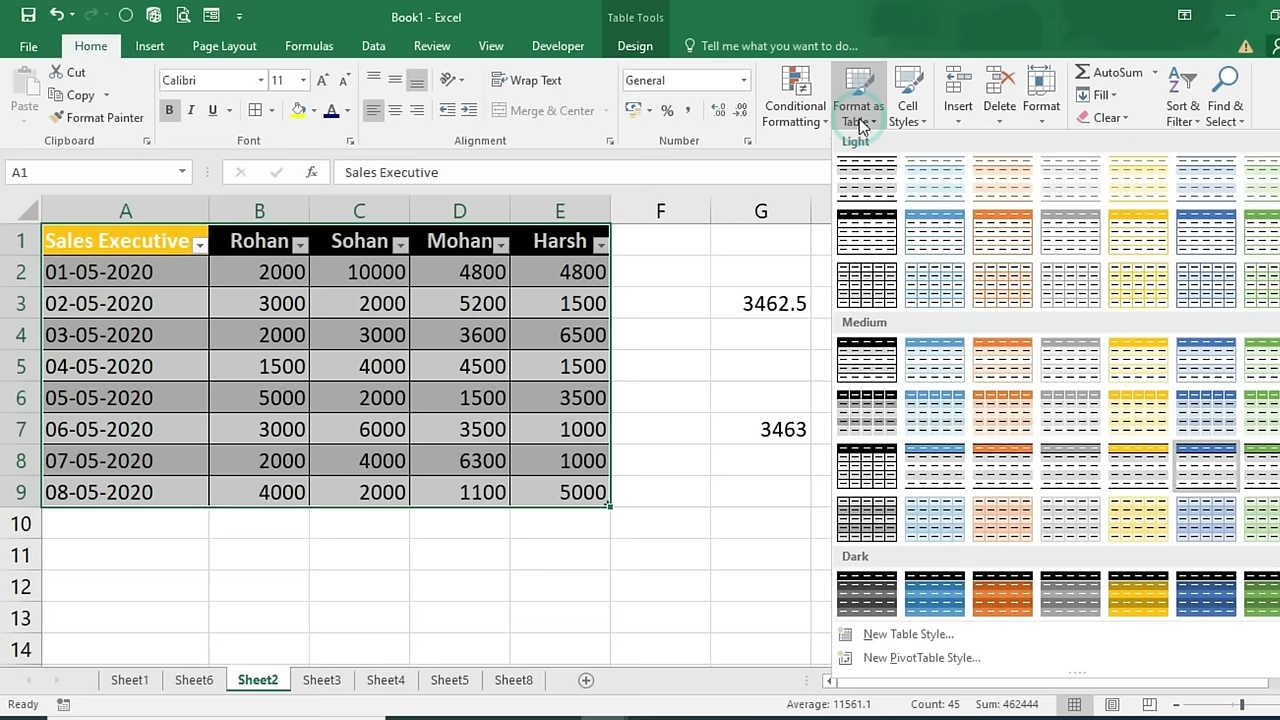 Book1 - Excel
Table Tools
File Home Insert Page Layout Formulas Data Review View Developer Design Tell me what you want to do...
Paste
Cut
Copy
Format Painter
Clipboard
Calibri 11
B I U
A A
A
Font
Wrap Text
Merge & Center
Alignment
General
%
Number
Conditional Formatting
Format as Table
Cell Styles
Insert
Delete
Format
AutoSum
Fill
Clear
Sort & Filter
Find & Select
A1 fx Sales Executive
A B C D E F G
1 Sales Executive Rohan Sohan Mohan Harsh
2 01-05-2020 2000 10000 4800 4800
3 02-05-2020 3000 2000 5200 1500 3462.5
4 03-05-2020 2000 3000 3600 6500
5 04-05-2020 1500 4000 4500 1500
6 05-05-2020 5000 2000 1500 3500
7 06-05-2020 3000 6000 3500 1000 3463
8 07-05-2020 2000 4000 6300 1000
9 08-05-2020 4000 2000 1100 5000
10
11
12
13
14
Light
Medium
Dark
New Table Style...
New PivotTable Style...
Sheet1 Sheet6 Sheet2 Sheet3 Sheet4 Sheet5 Sheet8
Ready Average: 11561.1 Count: 45 Sum: 462444